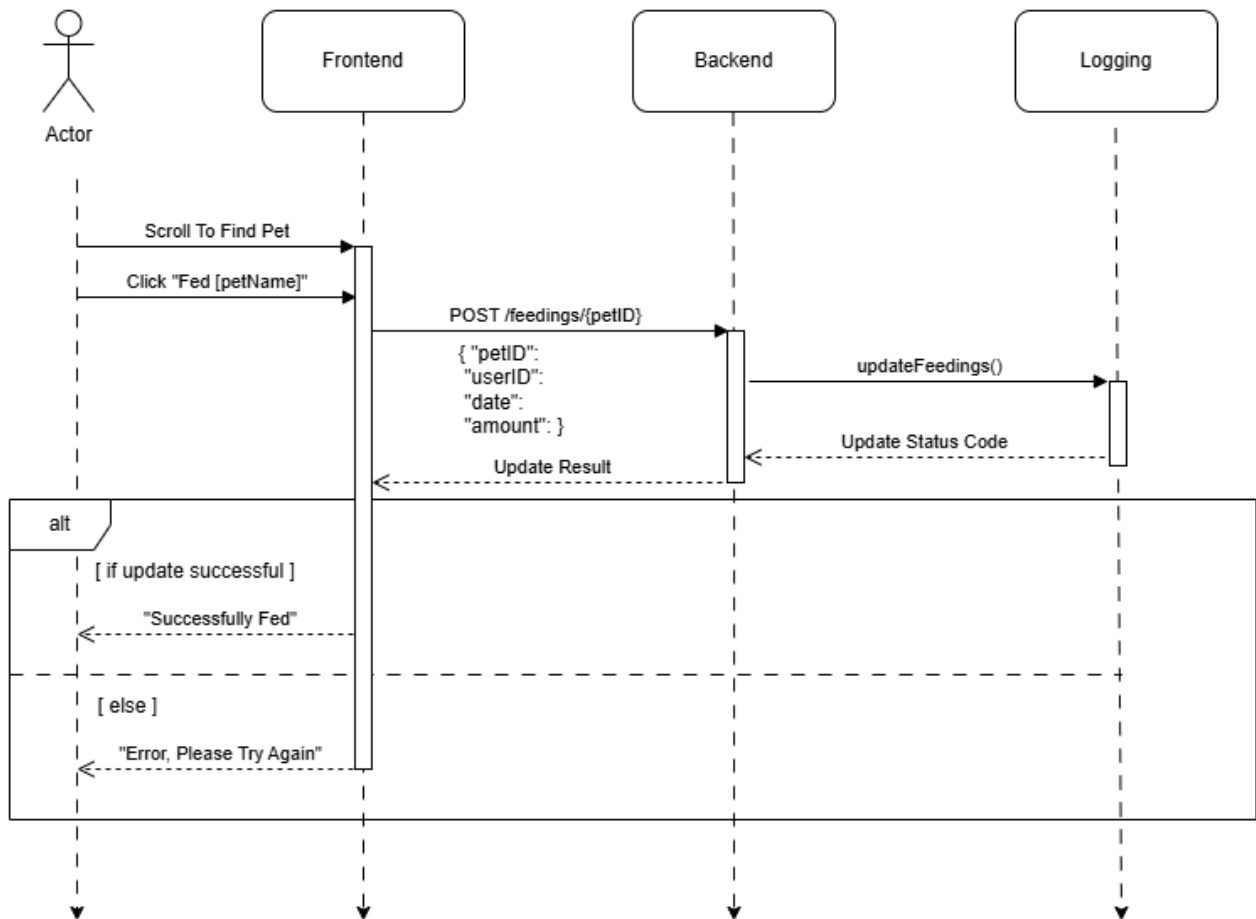 Actor
Frontend
Backend
Logging
Scroll To Find Pet
Click "Fed [petName]"
POST /feedings/{petID}
{ "petID":
"userID":
"date":
"amount": }
updateFeedings()
Update Status Code
Update Result
alt
[ if update successful ]
"Successfully Fed"
[ else ]
"Error, Please Try Again"